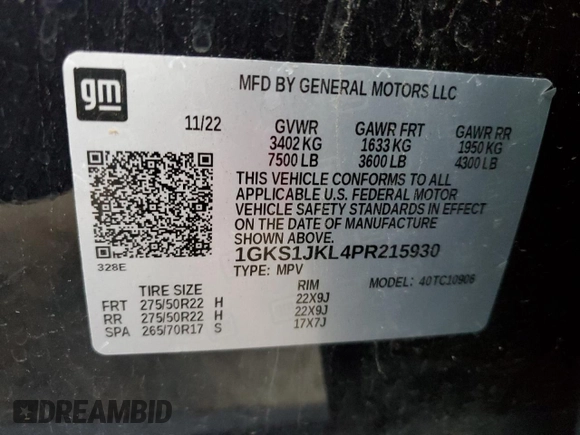 gm
MFD BY GENERAL MOTORS LLC
11/22 GVWR GAWR FRT GAWR RR
3402 KG 1633 KG 1950 KG
7500 LB 3600 LB 4300 LB
THIS VEHICLE CONFORMS TO ALL
APPLICABLE U.S. FEDERAL MOTOR
VEHICLE SAFETY STANDARDS IN EFFECT
ON THE DATE OF MANUFACTURE
SHOWN ABOVE.
328E
1GKS1JKL4PR215930
TYPE: MPV MODEL: 40TC10906
TIRE SIZE RIM
FRT 275/50R22 H 22X9J
RR 275/50R22 H 22X9J
SPA 265/70R17 S 17X7J
DREAMBID